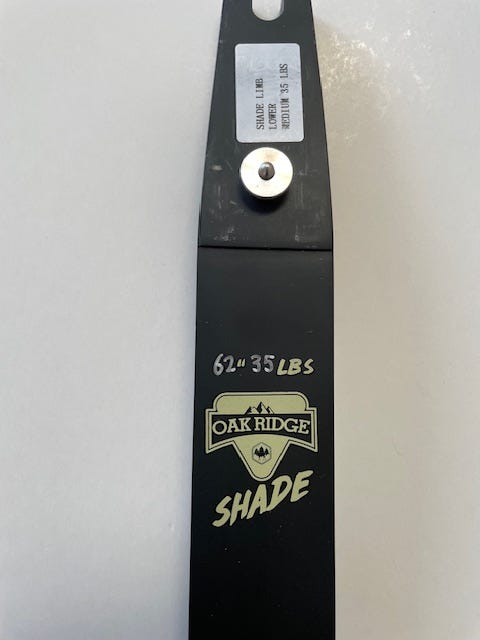 SHADE LIMB
LOWER
MEDIUM 35 LBS
62" 35 LBS
OAK RIDGE
SHADE